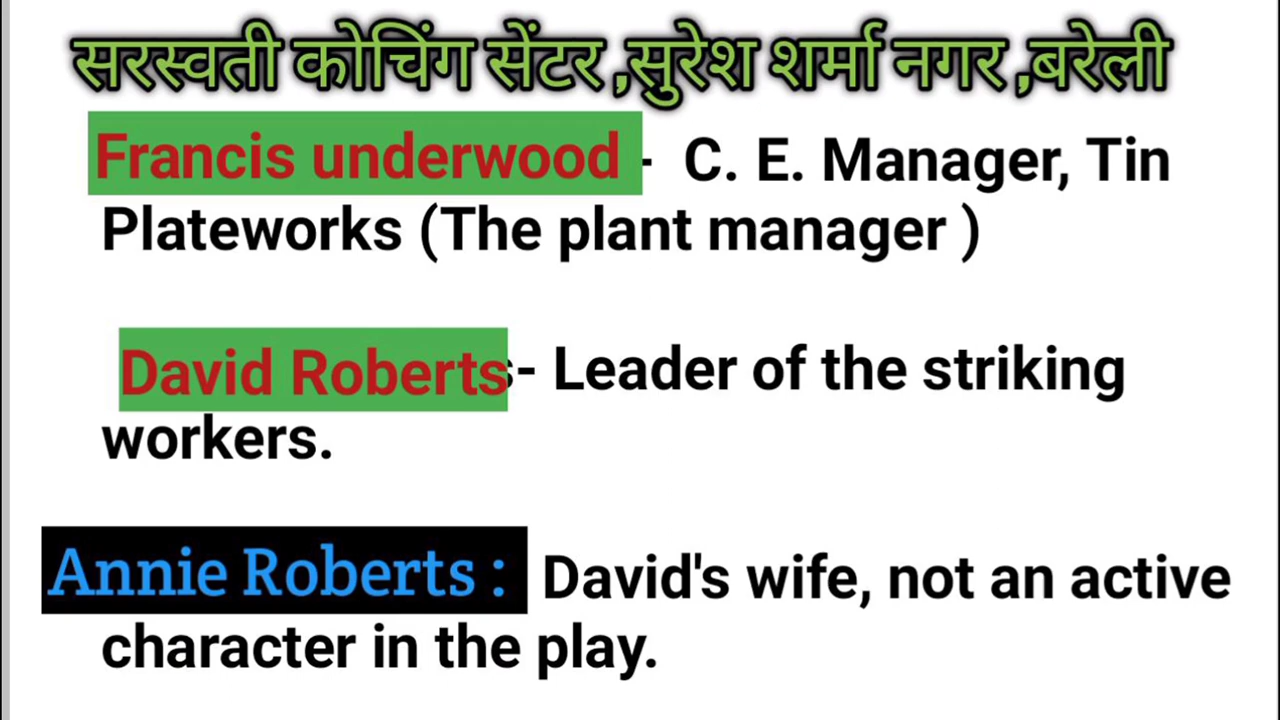 सरस्वती कोचिंग सेंटर ,सुरेश शर्मा नगर ,बरेली
Francis underwood - C. E. Manager, Tin
Plateworks (The plant manager )
David Roberts- Leader of the striking
workers.
Annie Roberts : David's wife, not an active
character in the play.